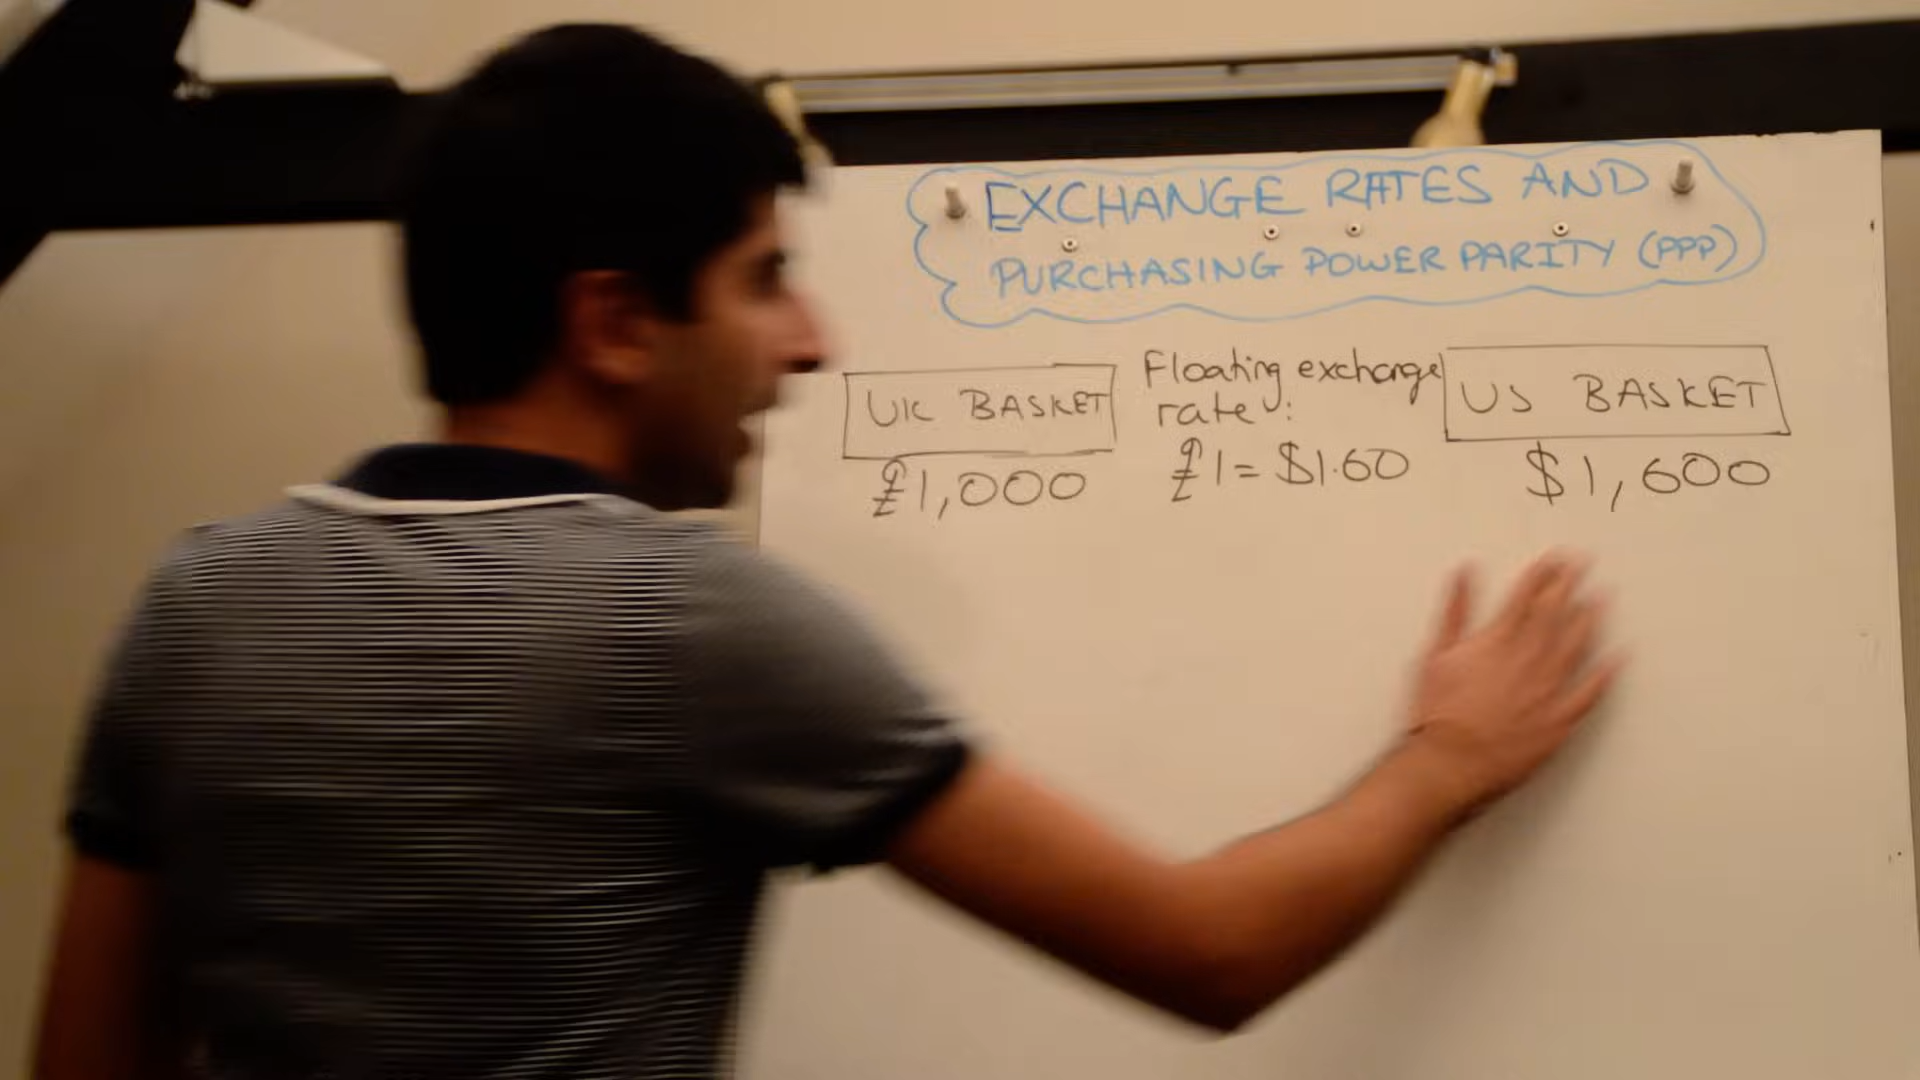 EXCHANGE RATES AND
PURCHASING POWER PARITY (PPP)
UK BASKET
£1,000
Floating exchange
rate:
£1 = $1.60
US BASKET
$1,600